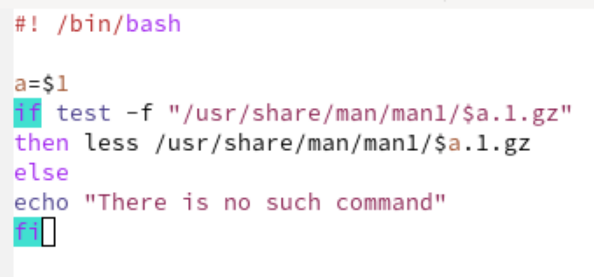 #! /bin/bash
a=$1
if test -f "/usr/share/man/man1/$a.1.gz"
then less /usr/share/man/man1/$a.1.gz
else
echo "There is no such command"
fi